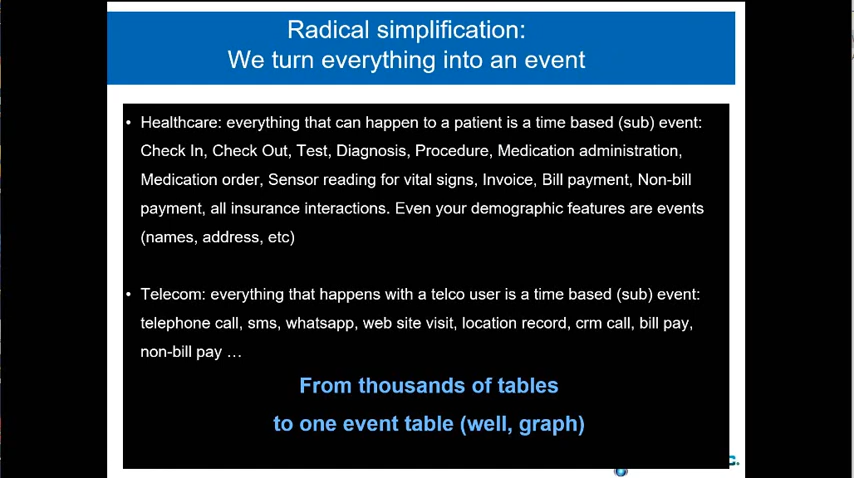 Radical simplification:
We turn everything into an event
• Healthcare: everything that can happen to a patient is a time based (sub) event:
Check In, Check Out, Test, Diagnosis, Procedure, Medication administration,
Medication order, Sensor reading for vital signs, Invoice, Bill payment, Non-bill
payment, all insurance interactions. Even your demographic features are events
(names, address, etc)
• Telecom: everything that happens with a telco user is a time based (sub) event:
telephone call, sms, whatsapp, web site visit, location record, crm call, bill pay,
non-bill pay …
From thousands of tables
to one event table (well, graph)